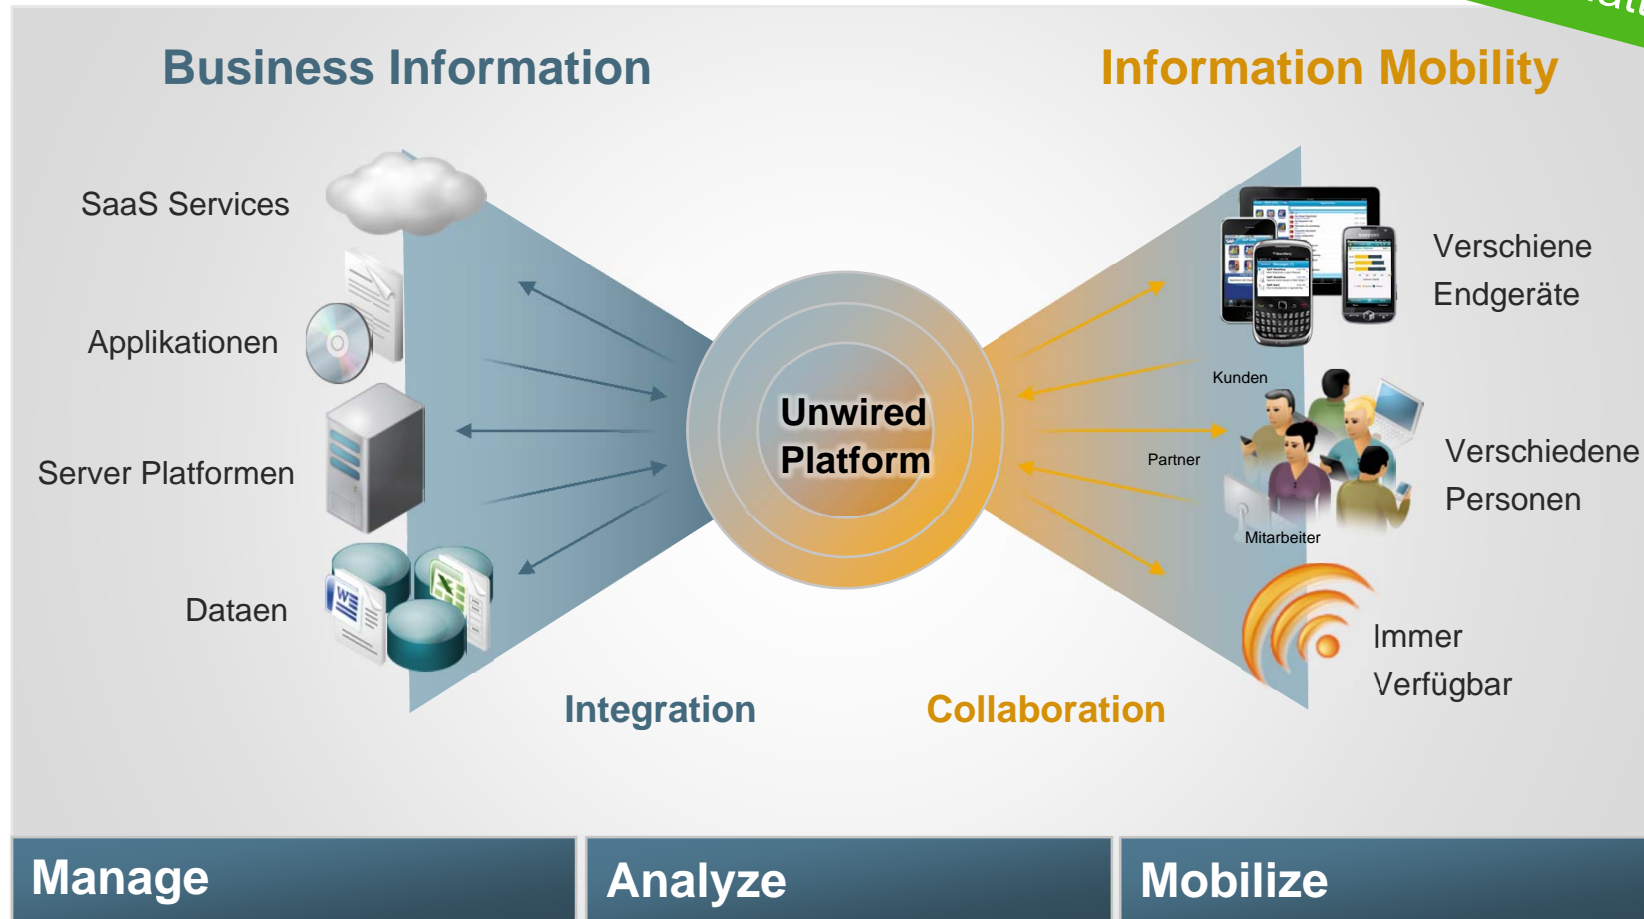 Business Information
Information Mobility
SaaS Services
Applikationen
Server Platformen
Dataen
Unwired
Platform
Verschiene
Endgeräte
Kunden
Partner
Mitarbeiter
Verschiedene
Personen
Immer
Verfügbar
Integration
Collaboration
Manage
Analyze
Mobilize